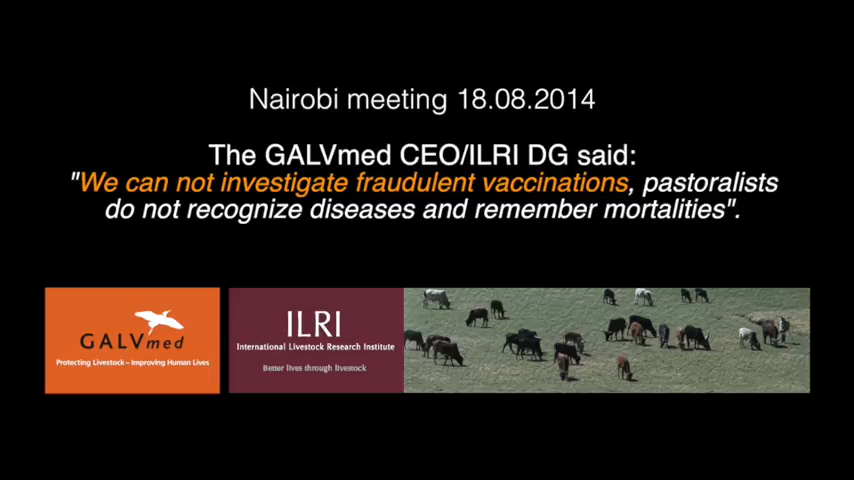 Nairobi meeting 18.08.2014
The GALVmed CEO/ILRI DG said:
"We can not investigate fraudulent vaccinations, pastoralists
do not recognize diseases and remember mortalities".
GALVmed
Protecting Livestock – Improving Human Lives
ILRI
International Livestock Research Institute
Better lives through livestock